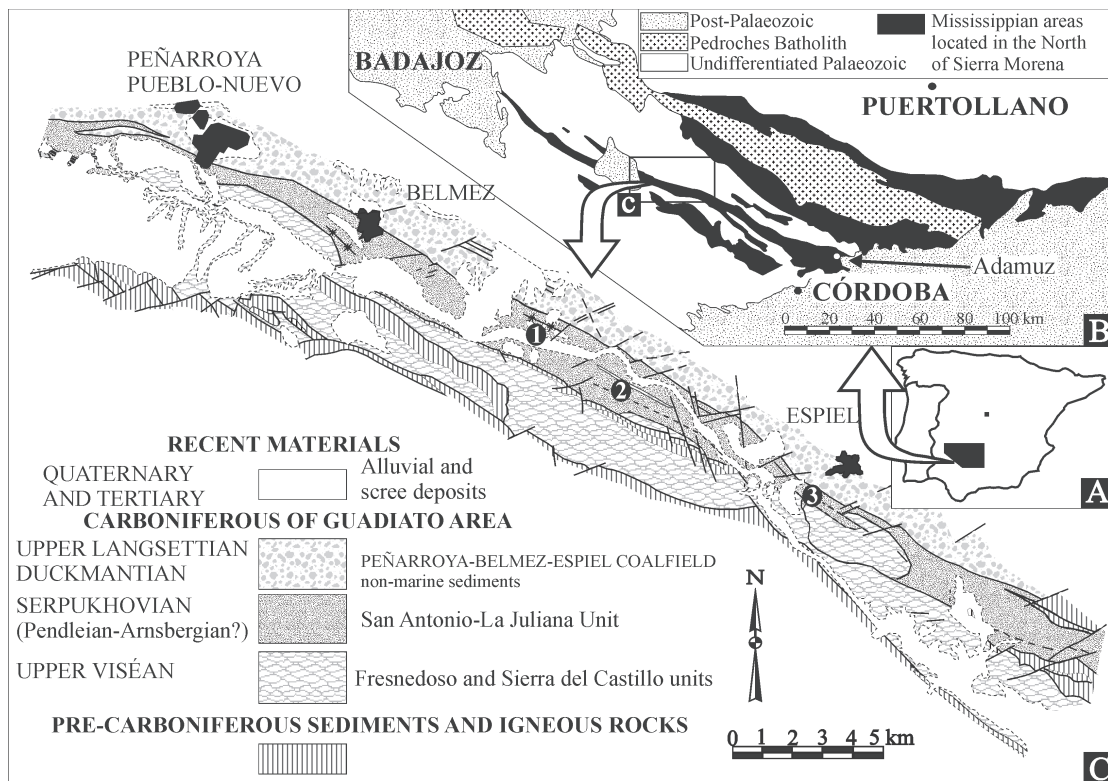 PEÑARROYA
PUEBLO-NUEVO
BELMEZ
ESPIEL
1
2
3
Post-Palaeozoic
Pedroches Batholith
Undifferentiated Palaeozoic
Mississippian areas
located in the North
of Sierra Morena
BADAJOZ
PUERTOLLANO
C
Adamuz
CÓRDOBA
0 20 40 60 80 100 km
B
A
RECENT MATERIALS
QUATERNARY
AND TERTIARY
Alluvial and
scree deposits
CARBONIFEROUS OF GUADIATO AREA
UPPER LANGSETTIAN
DUCKMANTIAN
PEÑARROYA-BELMEZ-ESPIEL COALFIELD
non-marine sediments
SERPUKHOVIAN
(Pendleian-Arnsbergian?)
San Antonio-La Juliana Unit
UPPER VISÉAN
Fresnedoso and Sierra del Castillo units
PRE-CARBONIFEROUS SEDIMENTS AND IGNEOUS ROCKS
N
0 1 2 3 4 5 km
C